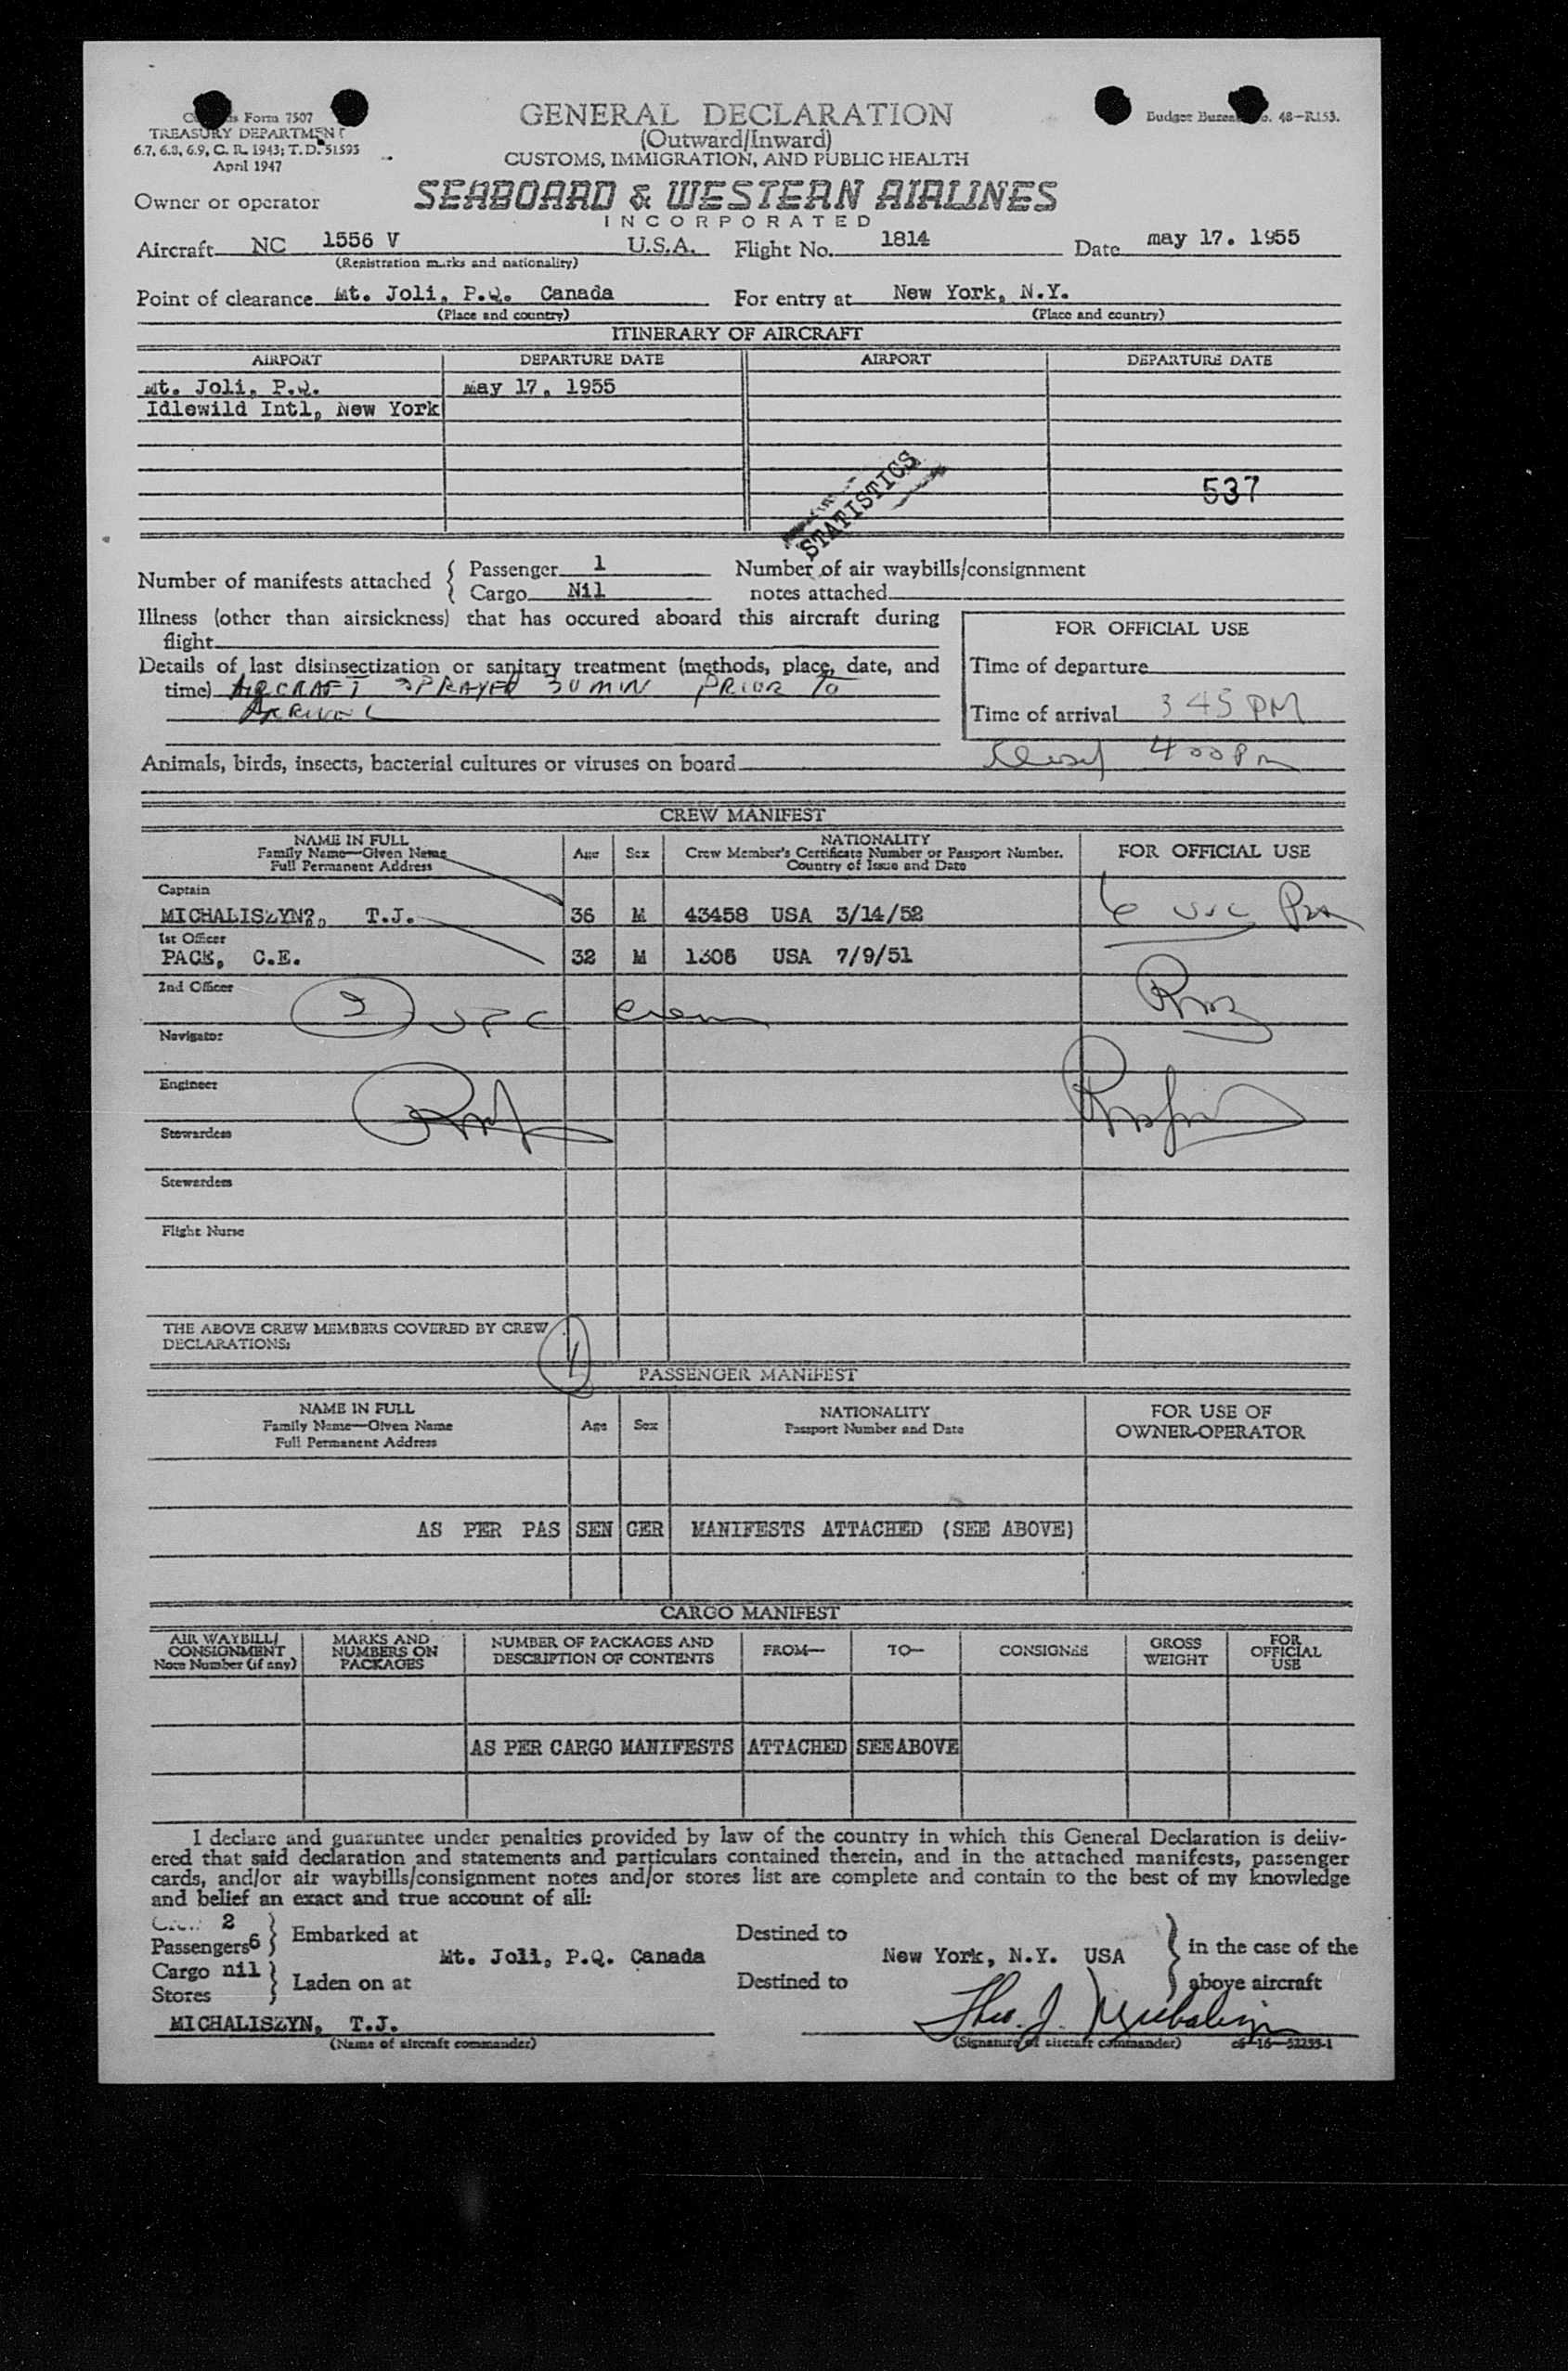 Form 7507
TREASURY DEPARTMENT
6.7, 6.8, 6.9, C. R. 1943; T. D. 51595
April 1947
GENERAL DECLARATION
(Outward/Inward)
CUSTOMS, IMMIGRATION, AND PUBLIC HEALTH
Budget Bureau No. 48-R153.
Owner or operator
SEABOARD & WESTERN AIRLINES
INCORPORATED
Aircraft NC 1556 V U.S.A. Flight No. 1814 Date may 17. 1955
(Registration marks and nationality)
Point of clearance Mt. Joli, P.Q. Canada For entry at New York, N.Y.
(Place and country) (Place and country)
ITINERARY OF AIRCRAFT
AIRPORT DEPARTURE DATE AIRPORT DEPARTURE DATE
Mt. Joli, P.Q. may 17, 1955
Idlewild Intl, New York
STATISTICS
537
Number of manifests attached { Passenger 1 Number of air waybills/consignment
Cargo Nil notes attached
Illness (other than airsickness) that has occured aboard this aircraft during
flight
FOR OFFICIAL USE
Details of last disinsectization or sanitary treatment (methods, place, date, and
time) AIRCRAFT SPRAYED 30 MIN PRIOR TO
ARRIVAL
Time of departure
Time of arrival 3 45 PM
400 Pm
Animals, birds, insects, bacterial cultures or viruses on board
CREW MANIFEST
NAME IN FULL
Family Name—Given Name
Full Permanent Address
Age Sex
NATIONALITY
Crew Member's Certificate Number or Passport Number.
Country of Issue and Date
FOR OFFICIAL USE
Captain
MICHALISZYN?, T.J. 36 M 43458 USA 3/14/52
1st Officer
PACK, C.E. 32 M 1306 USA 7/9/51
2nd Officer
2 crew
Navigator
Engineer
Stewardess
Stewardess
Flight Nurse
THE ABOVE CREW MEMBERS COVERED BY CREW
DECLARATIONS:
1
PASSENGER MANIFEST
NAME IN FULL
Family Name—Given Name
Full Permanent Address
Age Sex
NATIONALITY
Passport Number and Date
FOR USE OF
OWNER-OPERATOR
AS PER PAS SEN GER MANIFESTS ATTACHED (SEE ABOVE)
CARGO MANIFEST
AIR WAYBILL/
CONSIGNMENT
Note Number (if any)
MARKS AND
NUMBERS ON
PACKAGES
NUMBER OF PACKAGES AND
DESCRIPTION OF CONTENTS
FROM— TO— CONSIGNEE
GROSS
WEIGHT
FOR
OFFICIAL
USE
AS PER CARGO MANIFESTS ATTACHED SEE ABOVE
I declare and guarantee under penalties provided by law of the country in which this General Declaration is deliv-
ered that said declaration and statements and particulars contained therein, and in the attached manifests, passenger
cards, and/or air waybills/consignment notes and/or stores list are complete and contain to the best of my knowledge
and belief an exact and true account of all:
Crew 2
Passengers 6 } Embarked at Destined to
Mt. Joli, P.Q. Canada New York, N.Y. USA } in the case of the
Cargo nil } Laden on at Destined to above aircraft
Stores
MICHALISZYN, T.J. Thos. J. Michaliszyn
(Name of aircraft commander) (Signature of aircraft commander) c6-16-52255-1